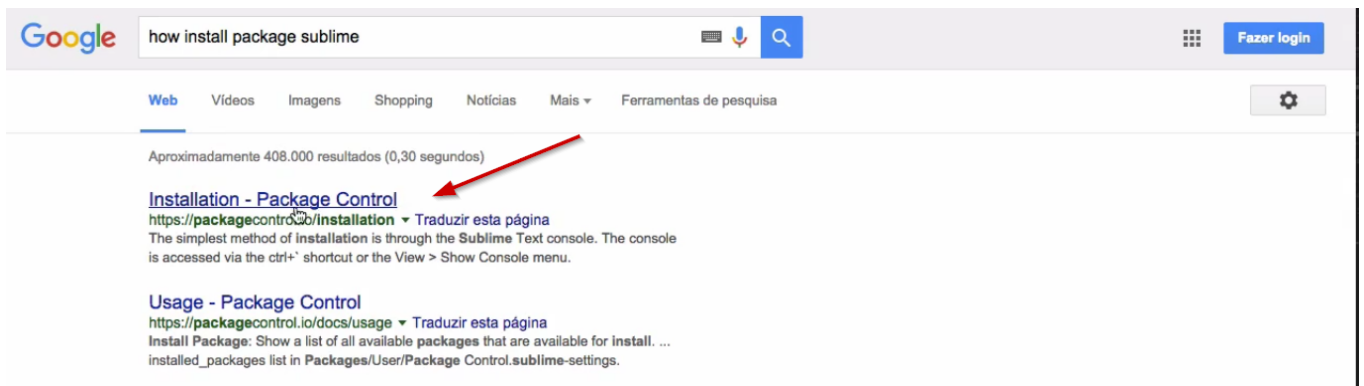 Google
how install package sublime
Fazer login
Web Vídeos Imagens Shopping Notícias Mais Ferramentas de pesquisa
Aproximadamente 408.000 resultados (0,30 segundos)
Installation - Package Control
https://packagecontrol.io/installation Traduzir esta página
The simplest method of installation is through the Sublime Text console. The console
is accessed via the ctrl+` shortcut or the View > Show Console menu.
Usage - Package Control
https://packagecontrol.io/docs/usage Traduzir esta página
Install Package: Show a list of all available packages that are available for install. ...
installed_packages list in Packages/User/Package Control.sublime-settings.